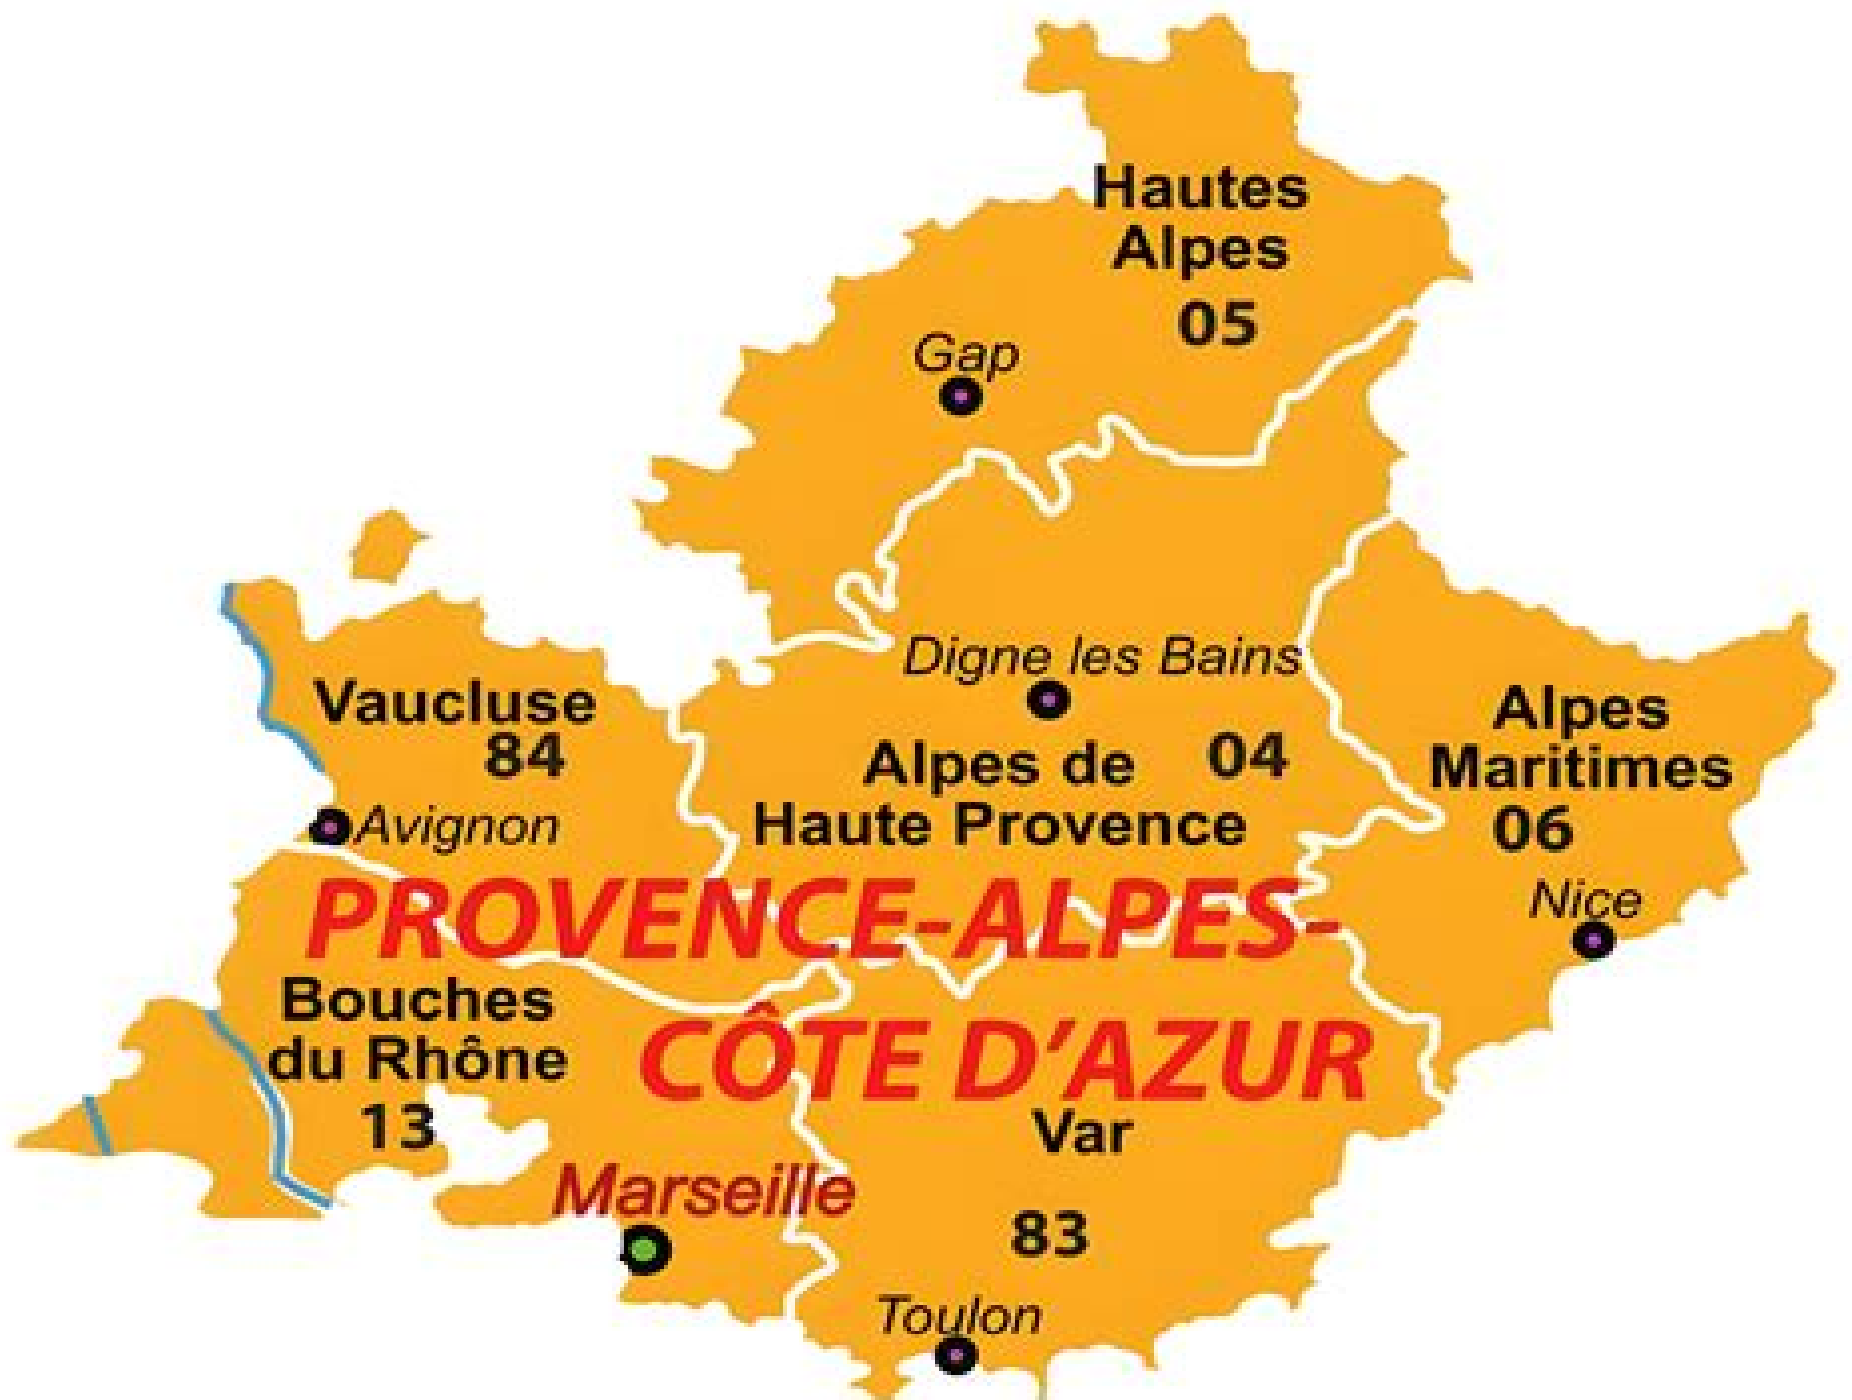 Hautes
Alpes
05
Gap
Digne les Bains
Vaucluse
84
Alpes de 04
Haute Provence
Alpes
Maritimes
06
Avignon
Nice
PROVENCE-ALPES-
CÔTE D'AZUR
Bouches
du Rhône
13
Var
83
Marseille
Toulon